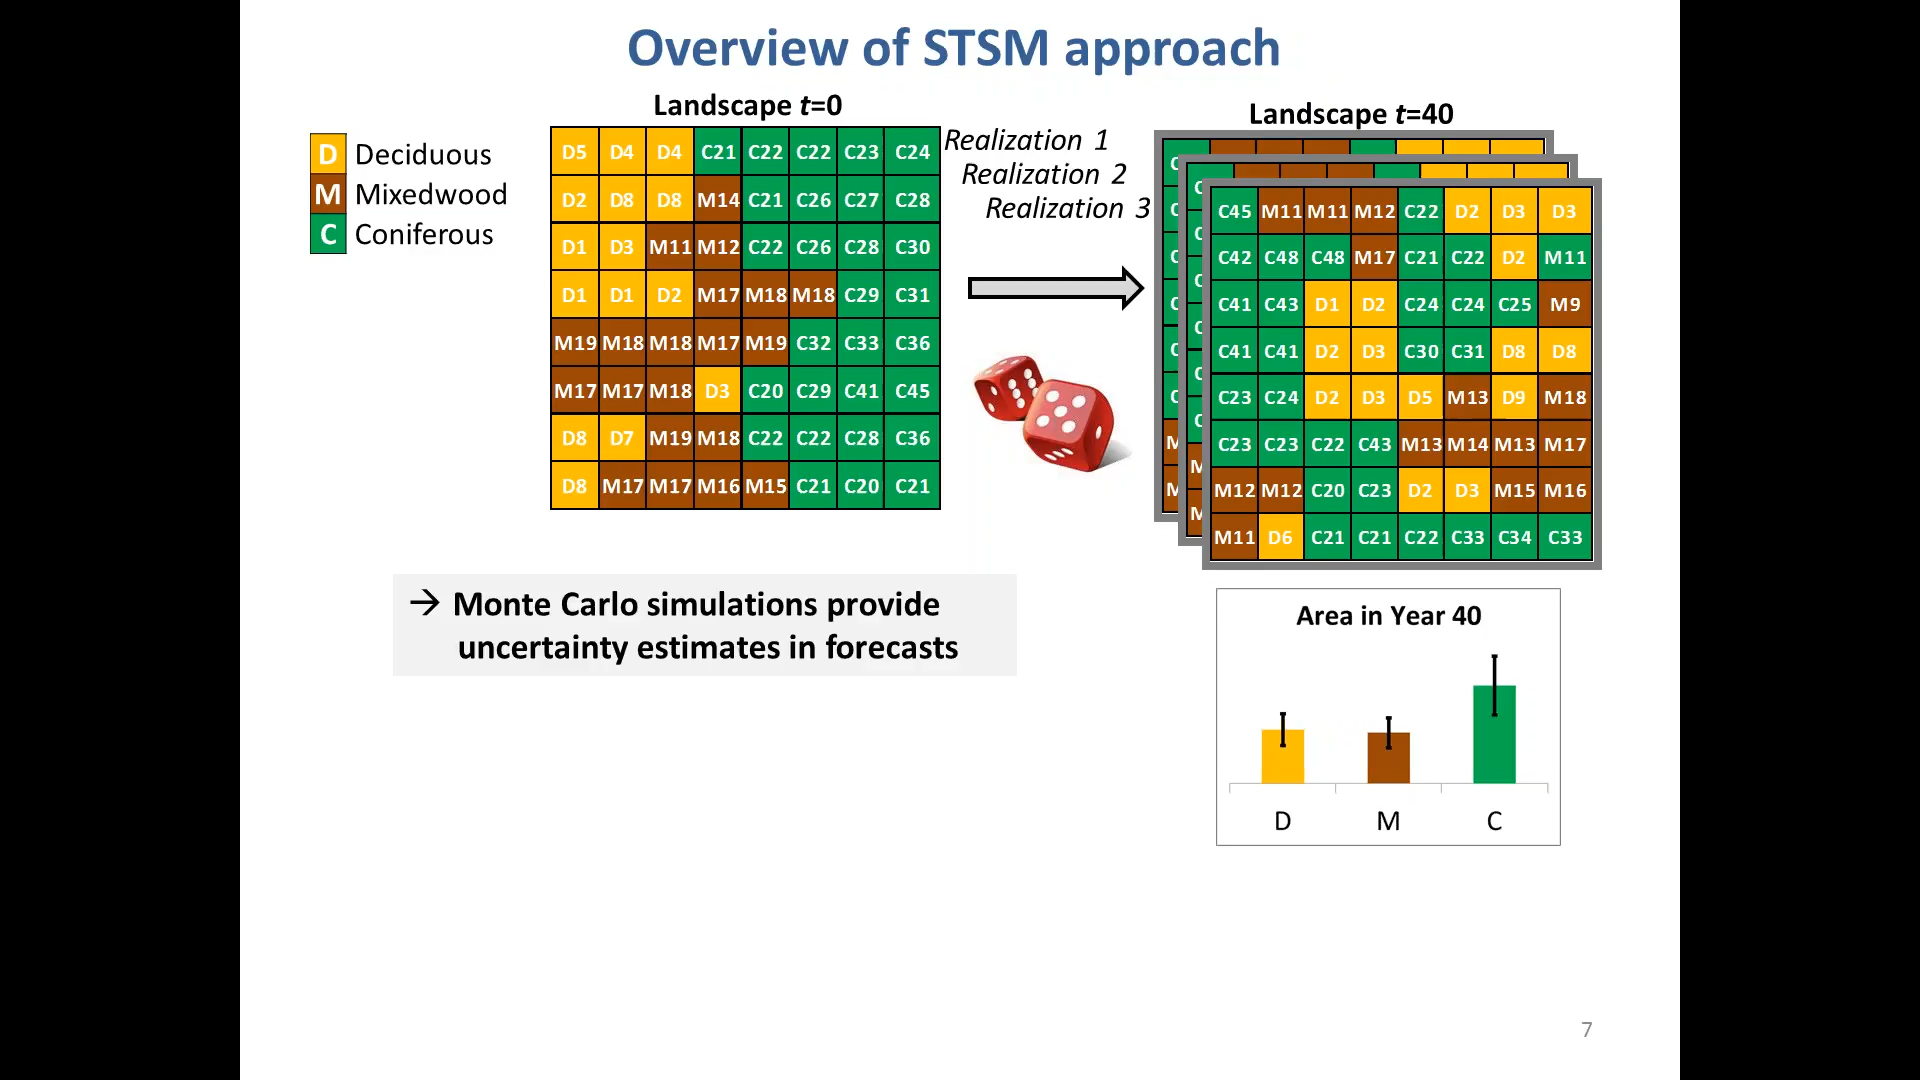 Overview of STSM approach
D Deciduous
M Mixedwood
C Coniferous
Landscape t=0
D5 D4 D4 C21 C22 C22 C23 C24
D2 D8 D8 M14 C21 C26 C27 C28
D1 D3 M11 M12 C22 C26 C28 C30
D1 D1 D2 M17 M18 M18 C29 C31
M19 M18 M18 M17 M19 C32 C33 C36
M17 M17 M18 D3 C20 C29 C41 C45
D8 D7 M19 M18 C22 C22 C28 C36
D8 M17 M17 M16 M15 C21 C20 C21
Realization 1
Realization 2
Realization 3
Landscape t=40
C45 M11 M11 M12 C22 D2 D3 D3
C42 C48 C48 M17 C21 C22 D2 M11
C41 C43 D1 D2 C24 C24 C25 M9
C41 C41 D2 D3 C30 C31 D8 D8
C23 C24 D2 D3 D5 M13 D9 M18
C23 C23 C22 C43 M13 M14 M13 M17
M12 M12 C20 C23 D2 D3 M15 M16
M11 D6 C21 C21 C22 C33 C34 C33
→ Monte Carlo simulations provide
uncertainty estimates in forecasts
Area in Year 40
D M C
7